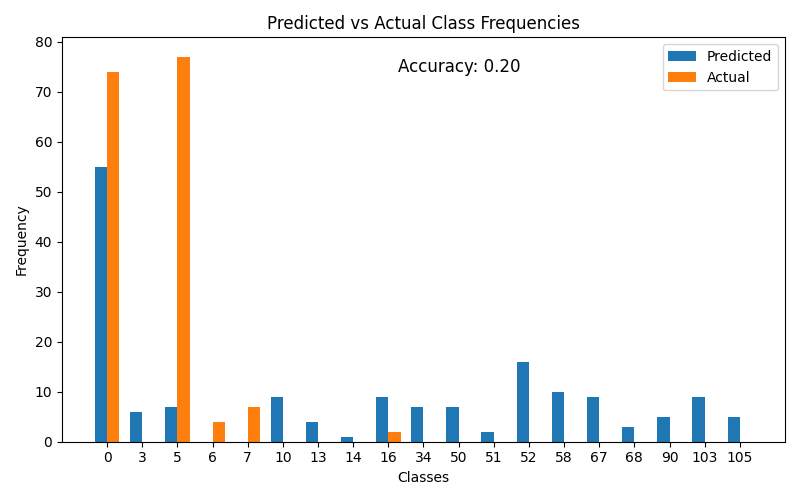 Predicted vs Actual Class Frequencies
Accuracy: 0.20
Predicted
Actual
Frequency
80
70
60
50
40
30
20
10
0
0 3 5 6 7 10 13 14 16 34 50 51 52 58 67 68 90 103 105
Classes